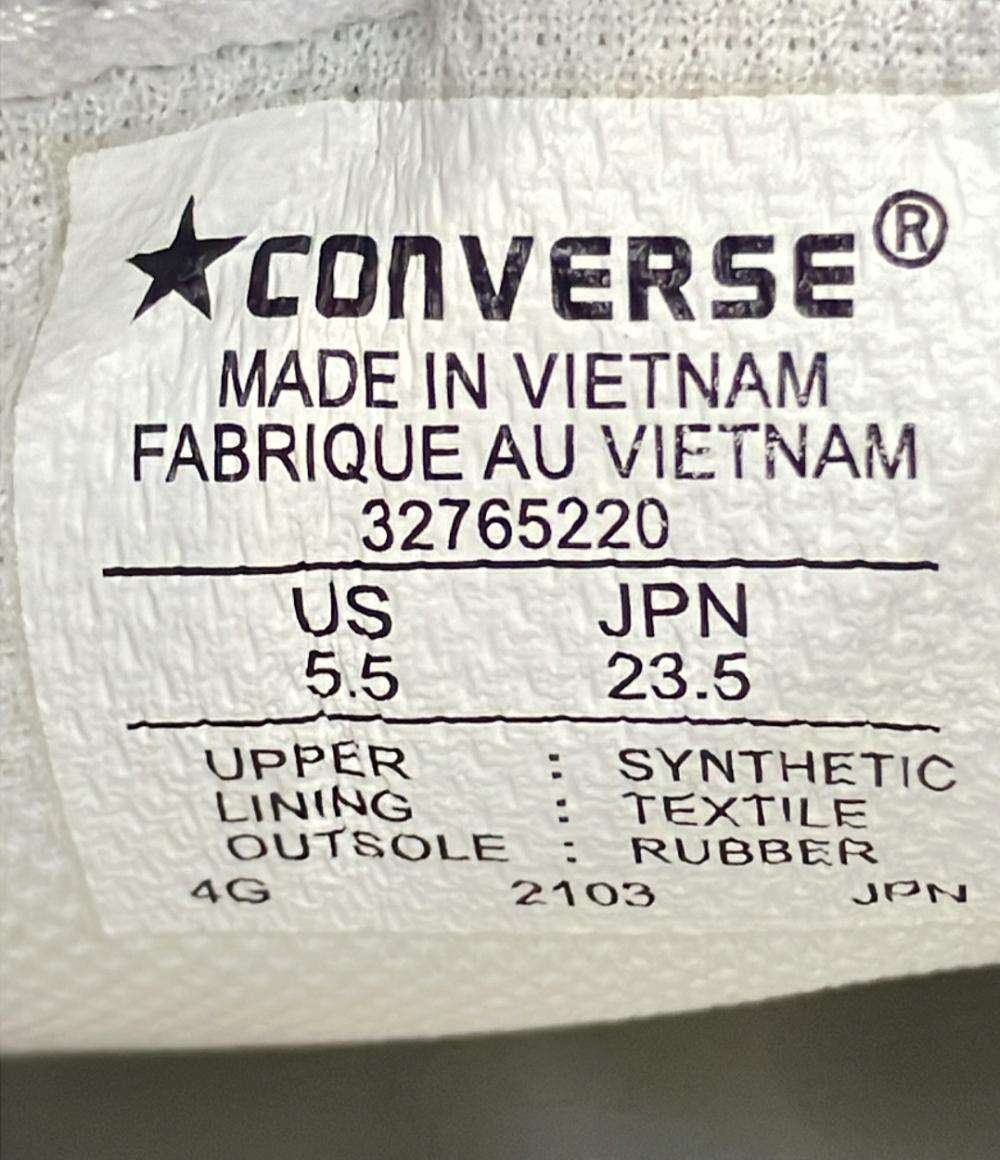 ★CONVERSE®
MADE IN VIETNAM
FABRIQUE AU VIETNAM
32765220
US JPN
5.5 23.5
UPPER : SYNTHETIC
LINING : TEXTILE
OUTSOLE : RUBBER
4G 2103 JPN